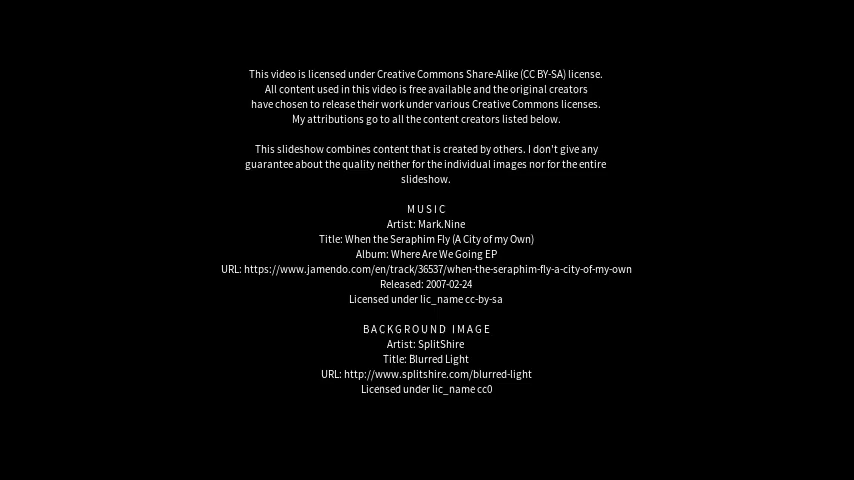 This video is licensed under Creative Commons Share-Alike (CC BY-SA) license.
All content used in this video is free available and the original creators
have chosen to release their work under various Creative Commons licenses.
My attributions go to all the content creators listed below.
This slideshow combines content that is created by others. I don't give any
guarantee about the quality neither for the individual images nor for the entire
slideshow.
MUSIC
Artist: Mark.Nine
Title: When the Seraphim Fly (A City of my Own)
Album: Where Are We Going EP
URL: https://www.jamendo.com/en/track/36537/when-the-seraphim-fly-a-city-of-my-own
Released: 2007-02-24
Licensed under lic_name cc-by-sa
BACKGROUND IMAGE
Artist: SplitShire
Title: Blurred Light
URL: http://www.splitshire.com/blurred-light
Licensed under lic_name cc0